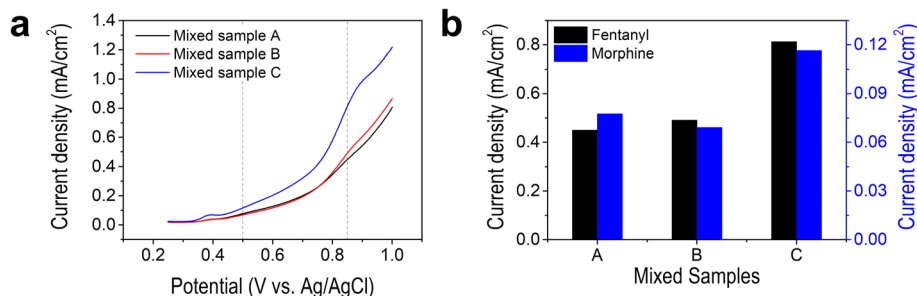 a
Current density (mA/cm²)
1.4
1.2
1.0
0.8
0.6
0.4
0.2
0.0
Mixed sample A
Mixed sample B
Mixed sample C
0.2 0.4 0.6 0.8 1.0
Potential (V vs. Ag/AgCl)
b
Current density (mA/cm²)
0.8
0.6
0.4
0.2
0.0
Fentanyl
Morphine
0.12
0.09
0.06
0.03
0.00
Current density (mA/cm²)
A B C
Mixed Samples